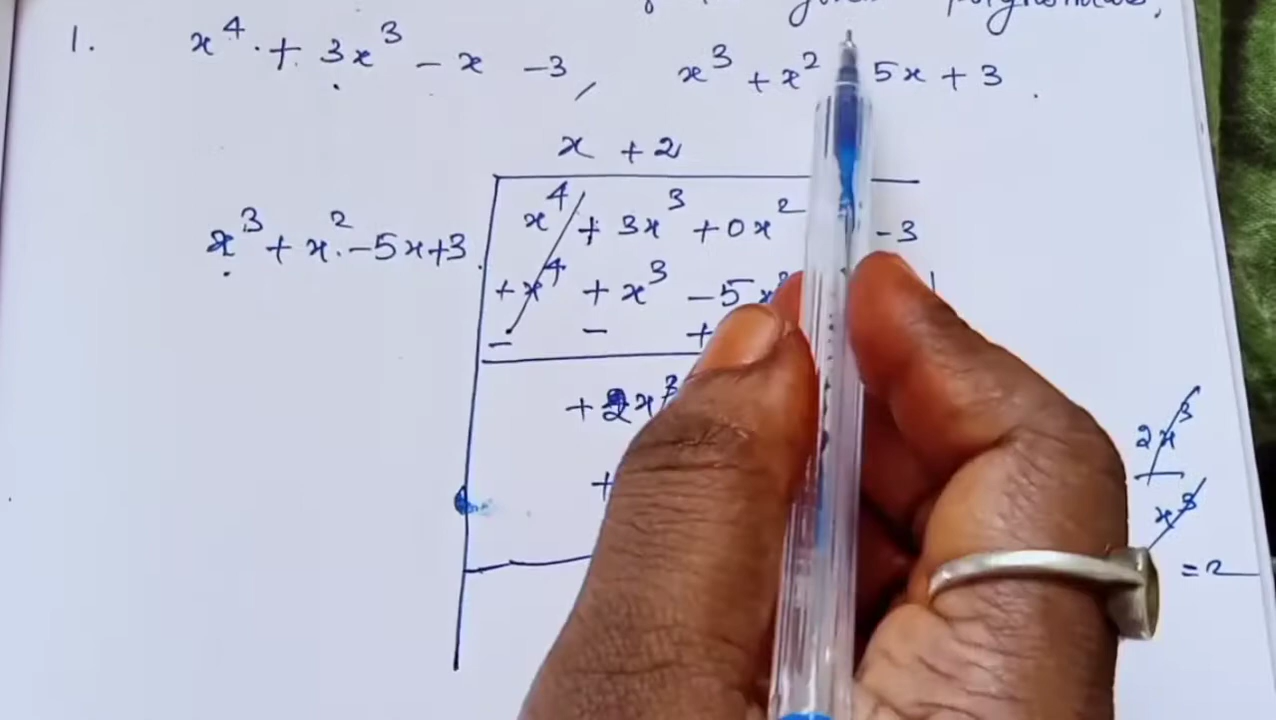 1. x⁴ + 3x³ - x - 3, x³ + x² 5x + 3.
x + 2
x³ + x² - 5x + 3
x⁴ + 3x³ + 0x² - 3
+ x⁴ + x³ - 5x
- - +
+ 2x³
+
2x³
x³
= 2